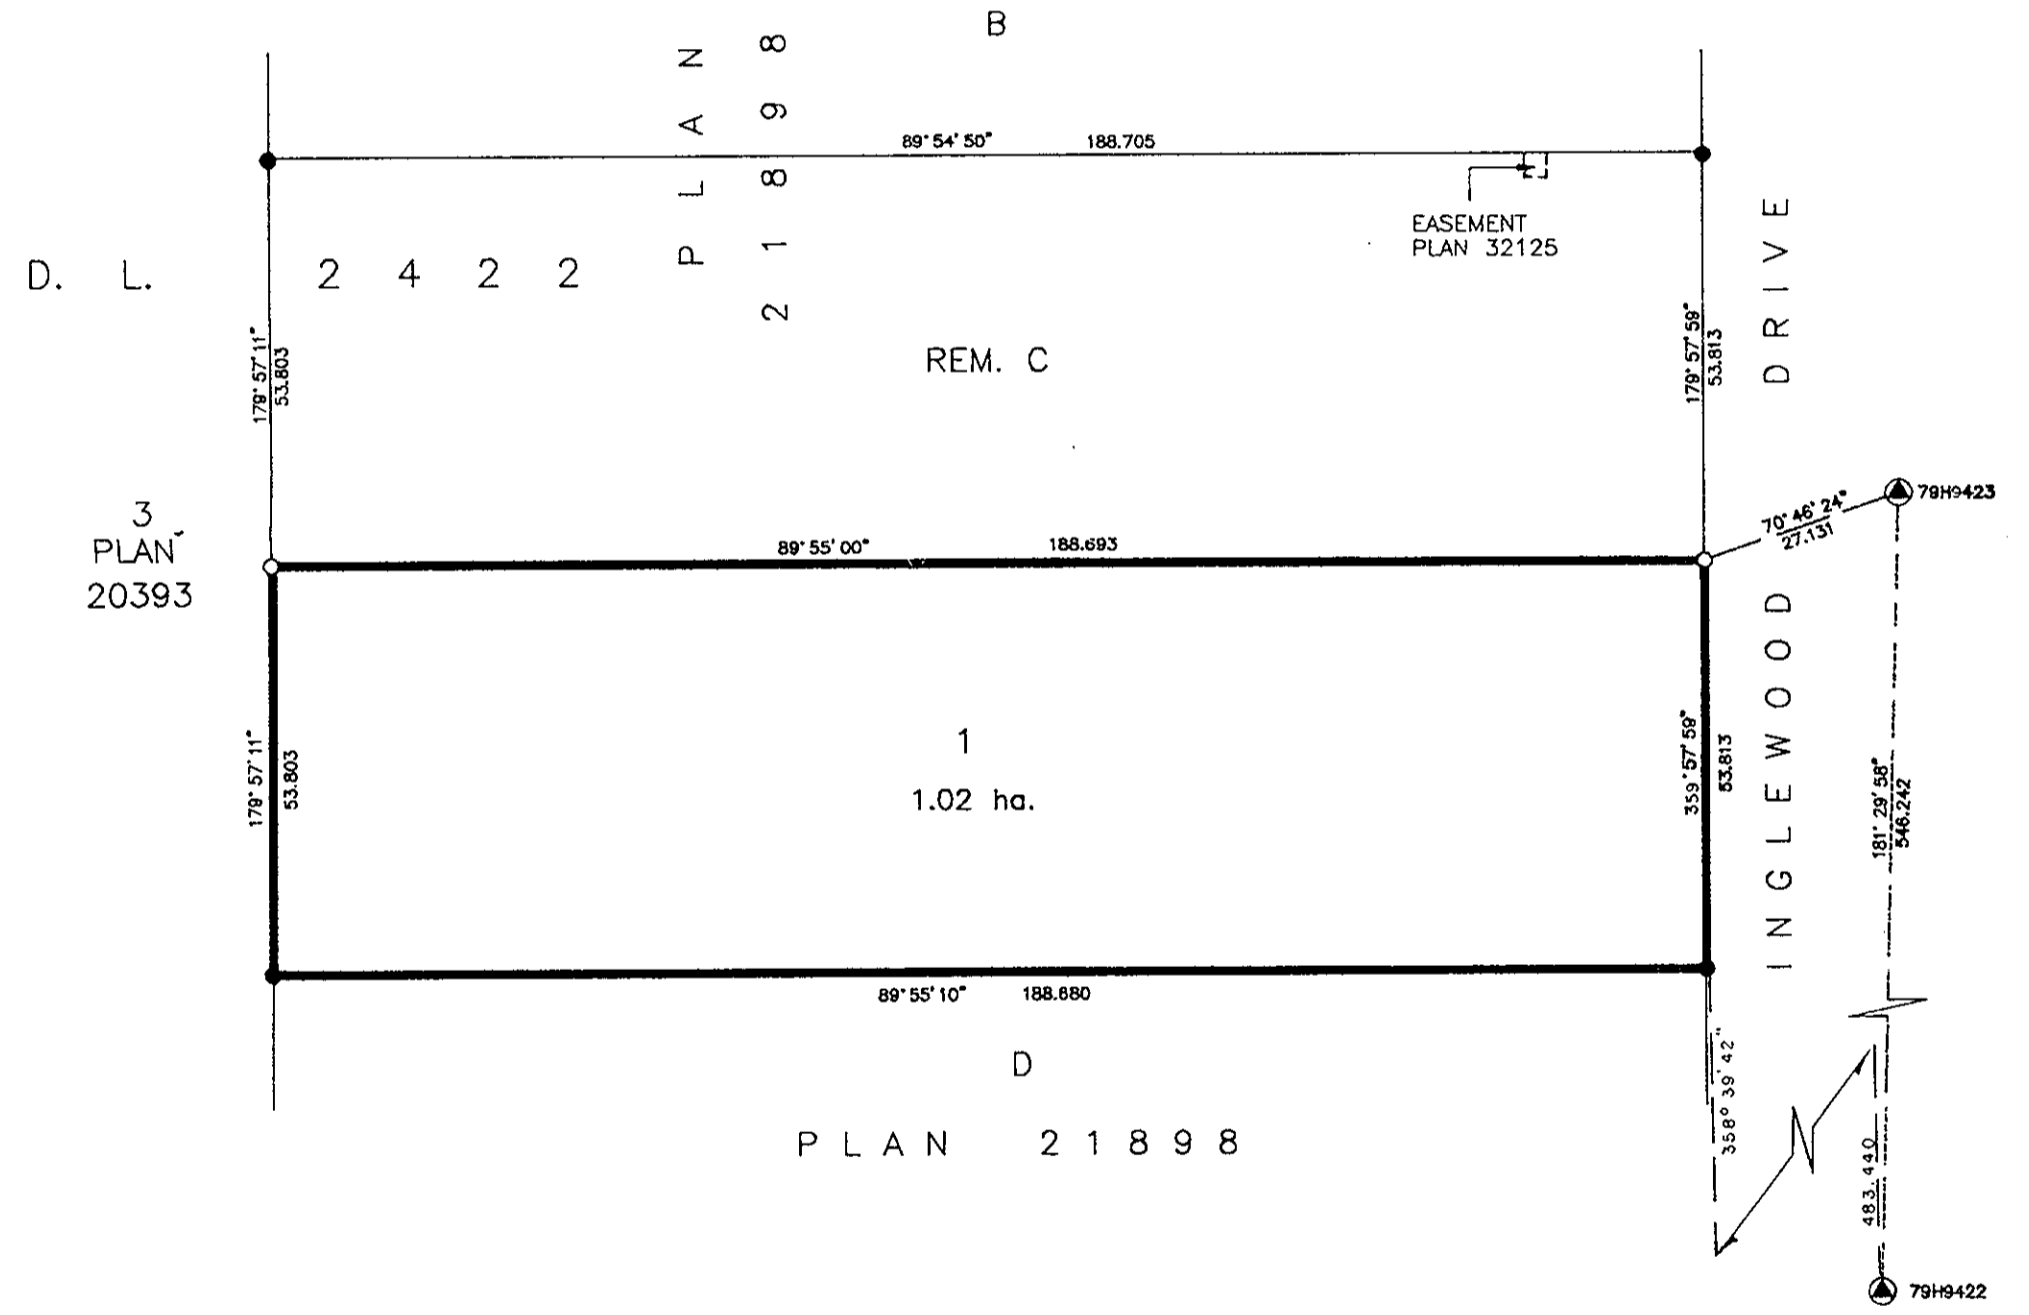 B
PLAN
21898
89°54'50" 188.705
EASEMENT
PLAN 32125
D. L. 2422
179°57'11"
53.803
REM. C
179°57'59"
53.813
INGLEWOOD DRIVE
3
PLAN
20393
89°55'00" 188.693
70°46'24"
27.131
79H9423
179°57'11"
53.803
1
1.02 ha.
359°57'59"
53.813
181°29'58"
546.242
89°55'10" 188.680
D
PLAN 21898
358°39'42"
483.440
79H9422